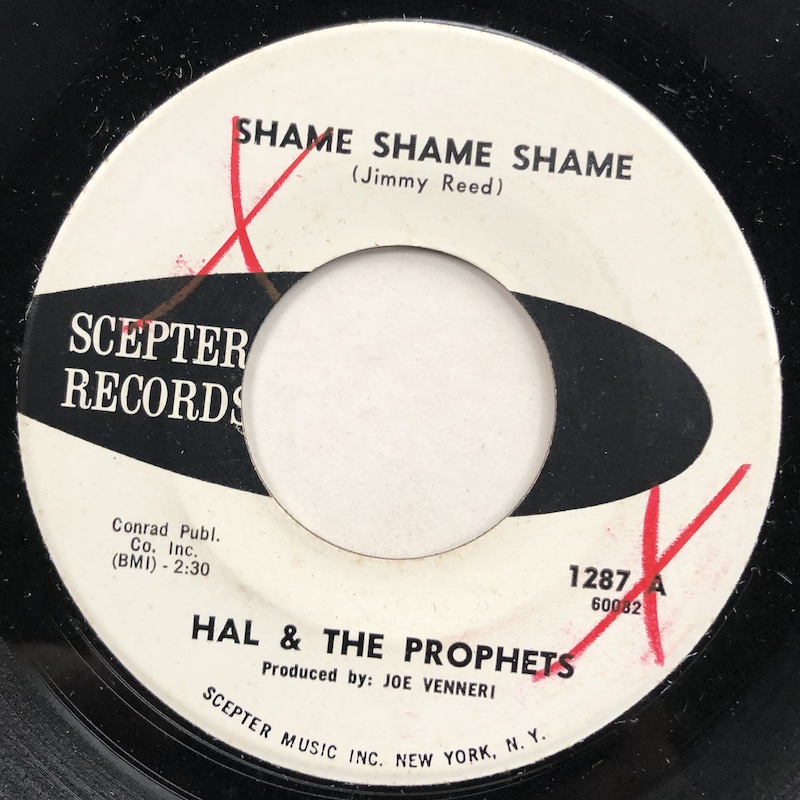 SHAME SHAME SHAME
(Jimmy Reed)
SCEPTER
RECORDS
Conrad Publ.
Co. Inc.
(BMI) - 2:30
1287 A
60082
HAL & THE PROPHETS
Produced by: JOE VENNERI
SCEPTER MUSIC INC. NEW YORK, N. Y.